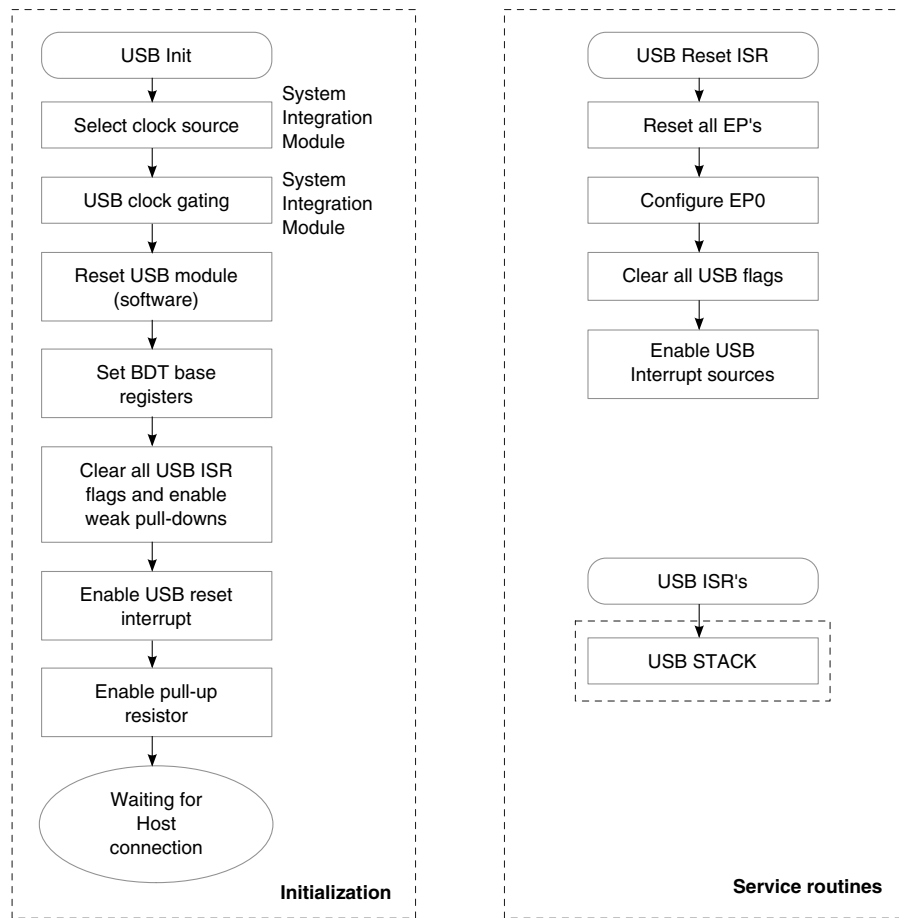 USB Init
Select clock source
System
Integration
Module
USB clock gating
System
Integration
Module
Reset USB module
(software)
Set BDT base
registers
Clear all USB ISR
flags and enable
weak pull-downs
Enable USB reset
interrupt
Enable pull-up
resistor
Waiting for
Host
connection
Initialization
USB Reset ISR
Reset all EP's
Configure EP0
Clear all USB flags
Enable USB
Interrupt sources
USB ISR's
USB STACK
Service routines